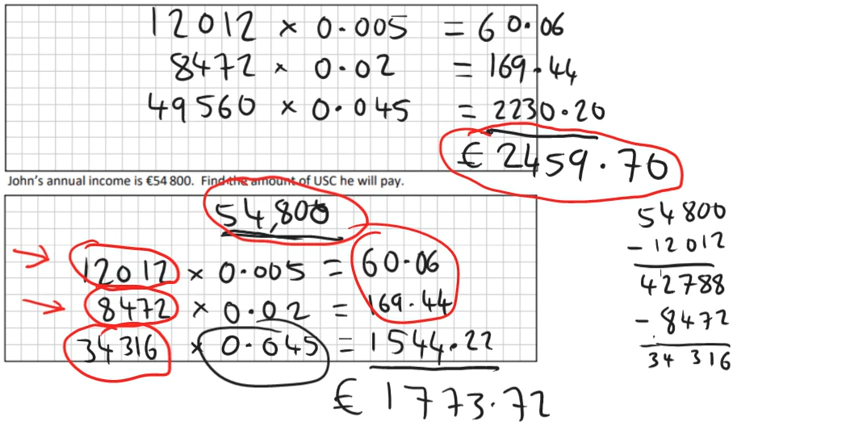 12012 × 0.005 = 60.06
8472 × 0.02 = 169.44
49560 × 0.045 = 2230.20
€ 2459.70
John's annual income is €54 800. Find the amount of USC he will pay.
54,800
12012 × 0.005 = 60.06
8472 × 0.02 = 169.44
34316 × 0.045 = 1544.22
€ 1773.72
54800
- 12012
42788
- 8472
34 316